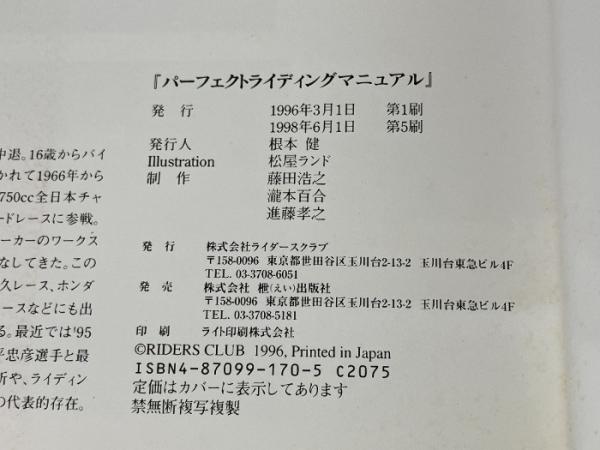 『パーフェクトライディングマニュアル』
発 行 1996年3月1日 第1刷
1998年6月1日 第5刷
発行人 根本 健
Illustration 松屋ランド
制 作 藤田浩之
瀧本百合
進藤孝之
発 行 株式会社ライダースクラブ
〒158-0096 東京都世田谷区玉川台2-13-2 玉川台東急ビル4F
TEL. 03-3708-6051
発 売 株式会社 枻(えい)出版社
〒158-0096 東京都世田谷区玉川台2-13-2 玉川台東急ビル4F
TEL. 03-3708-5181
印 刷 ライト印刷株式会社
©RIDERS CLUB 1996, Printed in Japan
ISBN4-87099-170-5 C2075
定価はカバーに表示してあります
禁無断複写複製
中退。16歳からバイ
かれて1966年から
750cc全日本チャ
ードレースに参戦。
ーカーのワークス
なしてきた。この
久レース、ホンダ
ースなどにも出
る。最近では'95
平忠彦選手と最
所や、ライディン
の代表的存在。